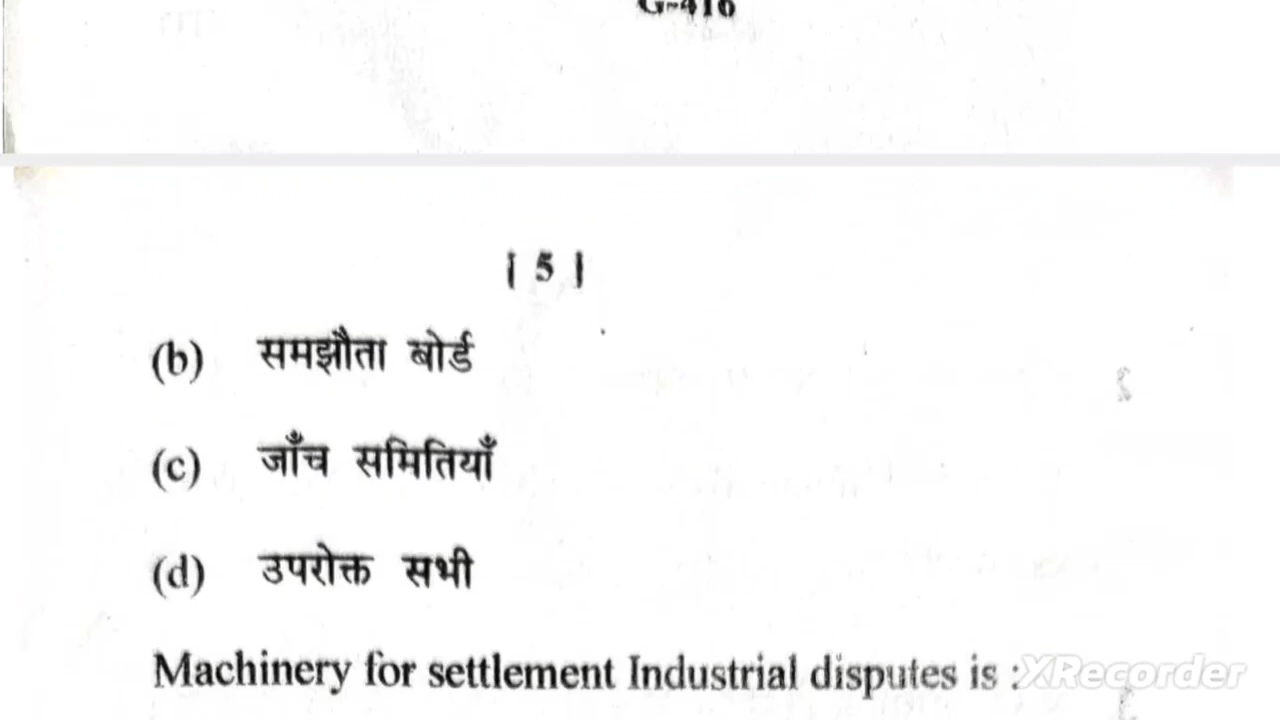 G-416
[ 5 ]
(b) समझौता बोर्ड
(c) जाँच समितियाँ
(d) उपरोक्त सभी
Machinery for settlement Industrial disputes is :
XRecorder